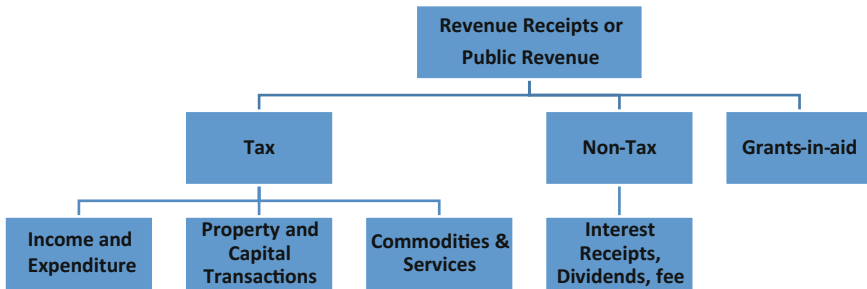 Revenue Receipts or
Public Revenue
Tax
Non-Tax
Grants-in-aid
Income and
Expenditure
Property and
Capital
Transactions
Commodities &
Services
Interest
Receipts,
Dividends, fee